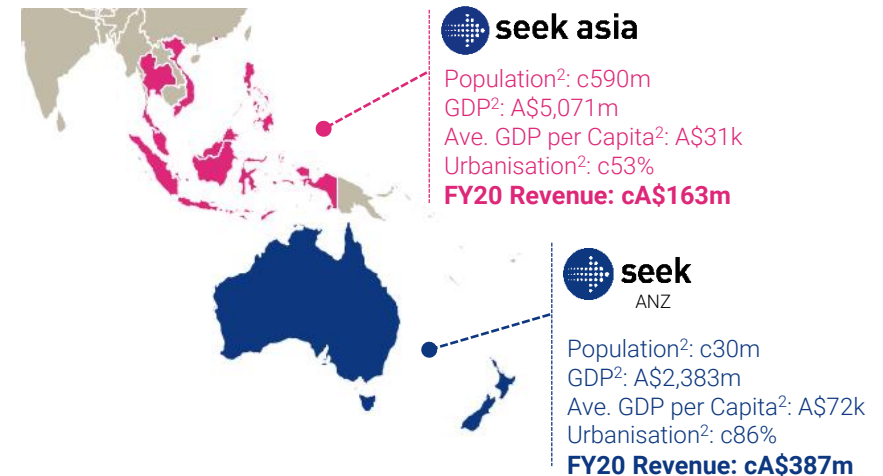 seek asia
Population²: c590m
GDP²: A$5,071m
Ave. GDP per Capita²: A$31k
Urbanisation²: c53%
FY20 Revenue: cA$163m
seek
ANZ
Population²: c30m
GDP²: A$2,383m
Ave. GDP per Capita²: A$72k
Urbanisation²: c86%
FY20 Revenue: cA$387m